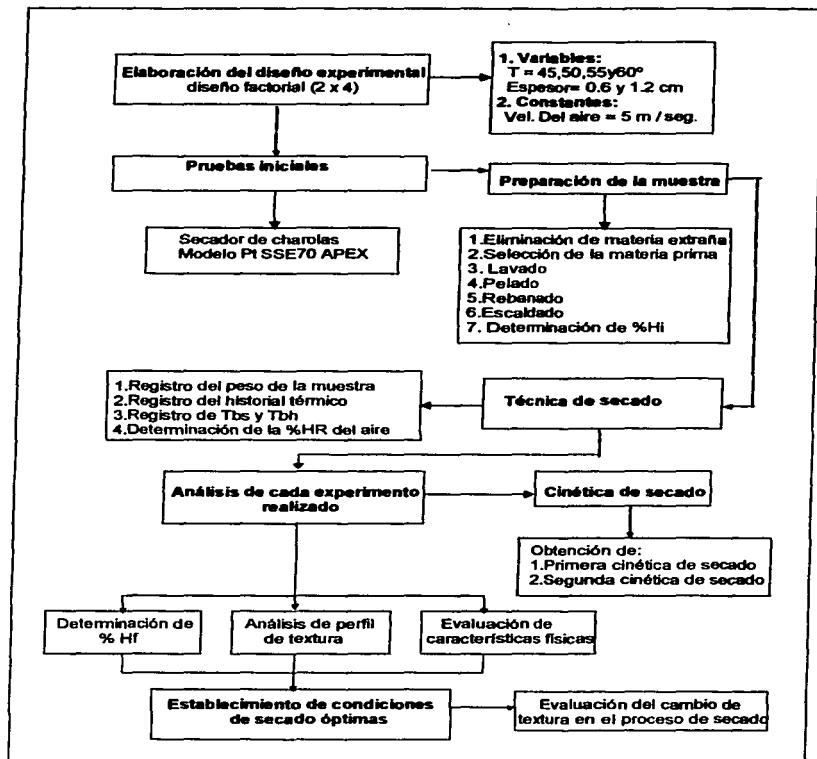 Elaboración del diseño experimental
diseño factorial (2 x 4)
1. Variables:
T = 45,50,55y60º
Espesor= 0.6 y 1.2 cm
2. Constantes:
Vel. Del aire = 5 m / seg.
Pruebas iniciales
Preparación de la muestra
Secador de charolas
Modelo Pt SSE70 APEX
1.Eliminación de materia extraña
2.Selección de la materia prima
3. Lavado
4.Pelado
5.Rebanado
6.Escaldado
7. Determinación de %Hi
1.Registro del peso de la muestra
2.Registro del historial térmico
3.Registro de Tbs y Tbh
4.Determinación de la %HR del aire
Técnica de secado
Análisis de cada experimento
realizado
Cinética de secado
Obtención de:
1.Primera cinética de secado
2.Segunda cinética de secado
Determinación de
% Hf
Análisis de perfil
de textura
Evaluación de
características físicas
Establecimiento de condiciones
de secado óptimas
Evaluación del cambio de
textura en el proceso de secado